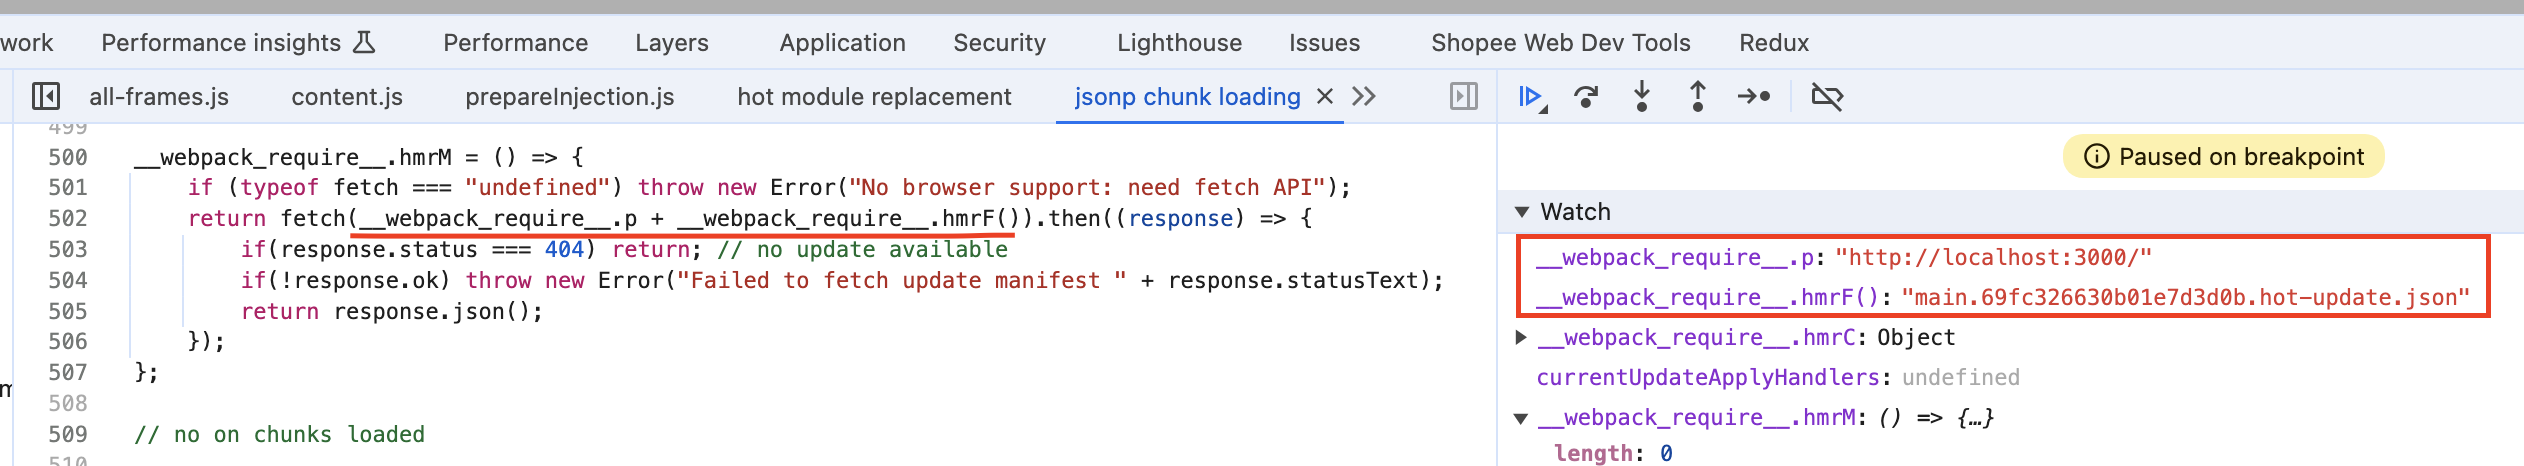 work Performance insights Performance Layers Application Security Lighthouse Issues Shopee Web Dev Tools Redux
all-frames.js content.js prepareInjection.js hot module replacement jsonp chunk loading
499
500 __webpack_require__.hmrM = () => {
501 if (typeof fetch === "undefined") throw new Error("No browser support: need fetch API");
502 return fetch(__webpack_require__.p + __webpack_require__.hmrF()).then((response) => {
503 if(response.status === 404) return; // no update available
504 if(!response.ok) throw new Error("Failed to fetch update manifest " + response.statusText);
505 return response.json();
506 });
507 };
508
509 // no on chunks loaded
510
Paused on breakpoint
Watch
__webpack_require__.p: "http://localhost:3000/"
__webpack_require__.hmrF(): "main.69fc326630b01e7d3d0b.hot-update.json"
__webpack_require__.hmrC: Object
currentUpdateApplyHandlers: undefined
__webpack_require__.hmrM: () => {…}
length: 0